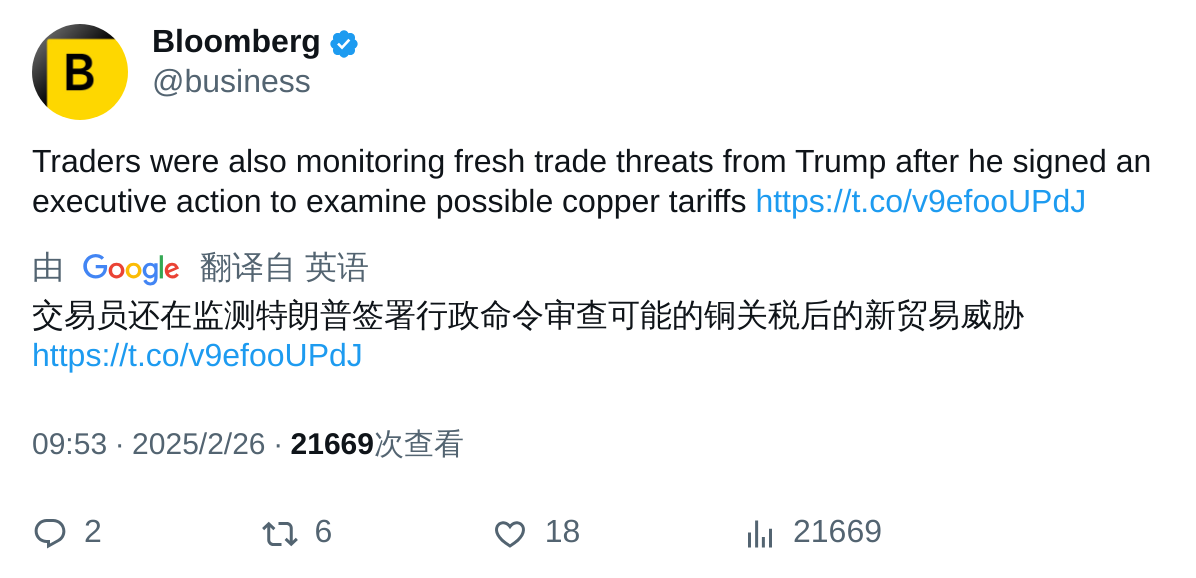 B
Bloomberg
@business
Traders were also monitoring fresh trade threats from Trump after he signed an
executive action to examine possible copper tariffs https://t.co/v9efooUPdJ
由 Google 翻译自 英语
交易员还在监测特朗普签署行政命令审查可能的铜关税后的新贸易威胁
https://t.co/v9efooUPdJ
09:53 · 2025/2/26 · 21669次查看
2 6 18 21669